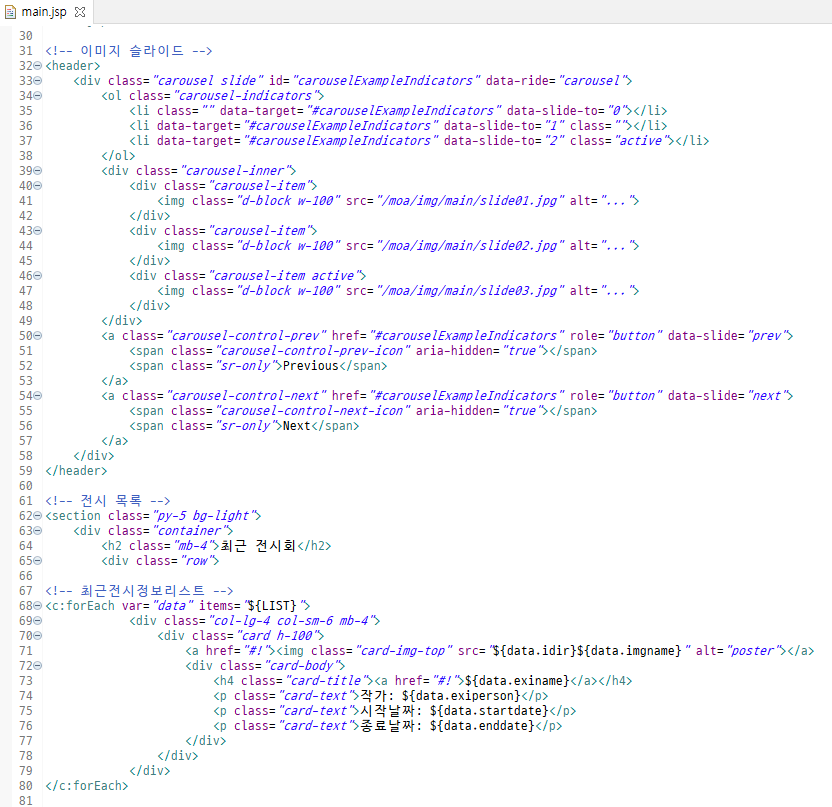 main.jsp
30
31 <!-- 이미지 슬라이드 -->
32 <header>
33     <div class="carousel slide" id="carouselExampleIndicators" data-ride="carousel">
34         <ol class="carousel-indicators">
35             <li class="" data-target="#carouselExampleIndicators" data-slide-to="0"></li>
36             <li data-target="#carouselExampleIndicators" data-slide-to="1" class=""></li>
37             <li data-target="#carouselExampleIndicators" data-slide-to="2" class="active"></li>
38         </ol>
39         <div class="carousel-inner">
40             <div class="carousel-item">
41                 <img class="d-block w-100" src="/moa/img/main/slide01.jpg" alt="...">
42             </div>
43             <div class="carousel-item">
44                 <img class="d-block w-100" src="/moa/img/main/slide02.jpg" alt="...">
45             </div>
46             <div class="carousel-item active">
47                 <img class="d-block w-100" src="/moa/img/main/slide03.jpg" alt="...">
48             </div>
49         </div>
50         <a class="carousel-control-prev" href="#carouselExampleIndicators" role="button" data-slide="prev">
51             <span class="carousel-control-prev-icon" aria-hidden="true"></span>
52             <span class="sr-only">Previous</span>
53         </a>
54         <a class="carousel-control-next" href="#carouselExampleIndicators" role="button" data-slide="next">
55             <span class="carousel-control-next-icon" aria-hidden="true"></span>
56             <span class="sr-only">Next</span>
57         </a>
58     </div>
59 </header>
60
61 <!-- 전시 목록 -->
62 <section class="py-5 bg-light">
63     <div class="container">
64         <h2 class="mb-4">최근 전시회</h2>
65         <div class="row">
66
67 <!-- 최근전시정보리스트 -->
68 <c:forEach var="data" items="${LIST}">
69             <div class="col-lg-4 col-sm-6 mb-4">
70                 <div class="card h-100">
71                     <a href="#!"><img class="card-img-top" src="${data.idir}${data.imgname}" alt="poster"></a>
72                     <div class="card-body">
73                         <h4 class="card-title"><a href="#!">${data.exiname}</a></h4>
74                         <p class="card-text">작가: ${data.exiperson}</p>
75                         <p class="card-text">시작날짜: ${data.startdate}</p>
76                         <p class="card-text">종료날짜: ${data.enddate}</p>
77                     </div>
78                 </div>
79             </div>
80 </c:forEach>
81